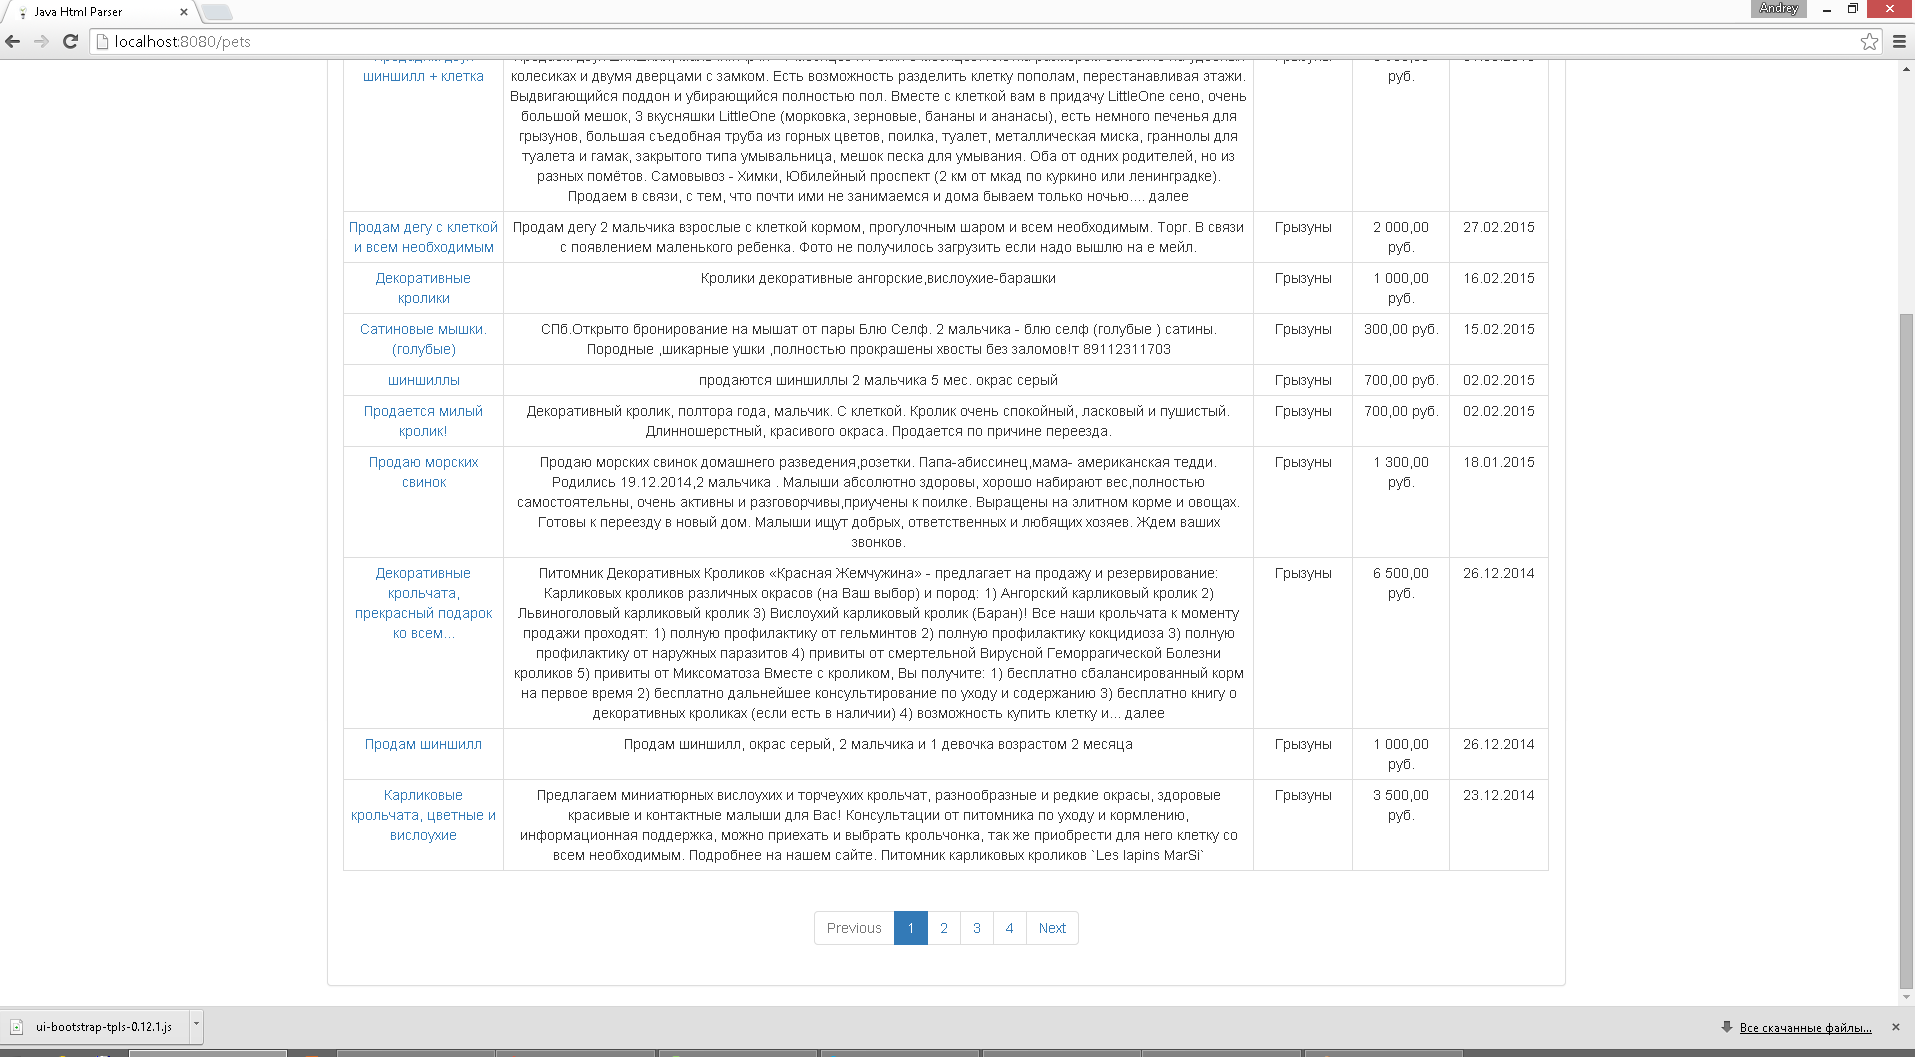 Java Html Parser
Andrey
localhost:8080/pets
шиншилл + клетка
руб.
колесиках и двумя дверцами с замком. Есть возможность разделить клетку пополам, перестанавливая этажи.
Выдвигающийся поддон и убирающийся полностью пол. Вместе с клеткой вам в придачу LittleOne сено, очень
большой мешок, 3 вкусняшки LittleOne (морковка, зерновые, бананы и ананасы), есть немного печенья для
грызунов, большая съедобная труба из горных цветов, поилка, туалет, металлическая миска, граннолы для
туалета и гамак, закрытого типа умывальница, мешок песка для умывания. Оба от одних родителей, но из
разных помётов. Самовывоз - Химки, Юбилейный проспект (2 км от мкад по куркино или ленинградке).
Продаем в связи, с тем, что почти ими не занимаемся и дома бываем только ночью.... далее
Продам дегу с клеткой
и всем необходимым
Продам дегу 2 мальчика взрослые с клеткой кормом, прогулочным шаром и всем необходимым. Торг. В связи
с появлением маленького ребенка. Фото не получилось загрузить если надо вышлю на е мейл.
Грызуны
2 000,00
руб.
27.02.2015
Декоративные
кролики
Кролики декоративные ангорские,вислоухие-барашки
Грызуны
1 000,00
руб.
16.02.2015
Сатиновые мышки.
(голубые)
СПб.Открыто бронирование на мышат от пары Блю Селф. 2 мальчика - блю селф (голубые ) сатины.
Породные ,шикарные ушки ,полностью прокрашены хвосты без заломов!т 89112311703
Грызуны
300,00 руб.
15.02.2015
шиншиллы
продаются шиншиллы 2 мальчика 5 мес. окрас серый
Грызуны
700,00 руб.
02.02.2015
Продается милый
кролик!
Декоративный кролик, полтора года, мальчик. С клеткой. Кролик очень спокойный, ласковый и пушистый.
Длинношерстный, красивого окраса. Продается по причине переезда.
Грызуны
700,00 руб.
02.02.2015
Продаю морских
свинок
Продаю морских свинок домашнего разведения,розетки. Папа-абиссинец,мама- американская тедди.
Родились 19.12.2014,2 мальчика . Малыши абсолютно здоровы, хорошо набирают вес,полностью
самостоятельны, очень активны и разговорчивы,приучены к поилке. Выращены на элитном корме и овощах.
Готовы к переезду в новый дом. Малыши ищут добрых, ответственных и любящих хозяев. Ждем ваших
звонков.
Грызуны
1 300,00
руб.
18.01.2015
Декоративные
крольчата,
прекрасный подарок
ко всем...
Питомник Декоративных Кроликов «Красная Жемчужина» - предлагает на продажу и резервирование:
Карликовых кроликов различных окрасов (на Ваш выбор) и пород: 1) Ангорский карликовый кролик 2)
Львиноголовый карликовый кролик 3) Вислоухий карликовый кролик (Баран)! Все наши крольчата к моменту
продажи проходят: 1) полную профилактику от гельминтов 2) полную профилактику кокцидиоза 3) полную
профилактику от наружных паразитов 4) привиты от смертельной Вирусной Геморрагической Болезни
кроликов 5) привиты от Миксоматоза Вместе с кроликом, Вы получите: 1) бесплатно сбалансированный корм
на первое время 2) бесплатно дальнейшее консультирование по уходу и содержанию 3) бесплатно книгу о
декоративных кроликах (если есть в наличии) 4) возможность купить клетку и... далее
Грызуны
6 500,00
руб.
26.12.2014
Продам шиншилл
Продам шиншилл, окрас серый, 2 мальчика и 1 девочка возрастом 2 месяца
Грызуны
1 000,00
руб.
26.12.2014
Карликовые
крольчата, цветные и
вислоухие
Предлагаем миниатюрных вислоухих и торчеухих крольчат, разнообразные и редкие окрасы, здоровые
красивые и контактные малыши для Вас! Консультации от питомника по уходу и кормлению,
информационная поддержка, можно приехать и выбрать крольчонка, так же приобрести для него клетку со
всем необходимым. Подробнее на нашем сайте. Питомник карликовых кроликов `Les lapins MarSi`
Грызуны
3 500,00
руб.
23.12.2014
Previous 1 2 3 4 Next
ui-bootstrap-tpls-0.12.1.js
Все скачанные файлы...